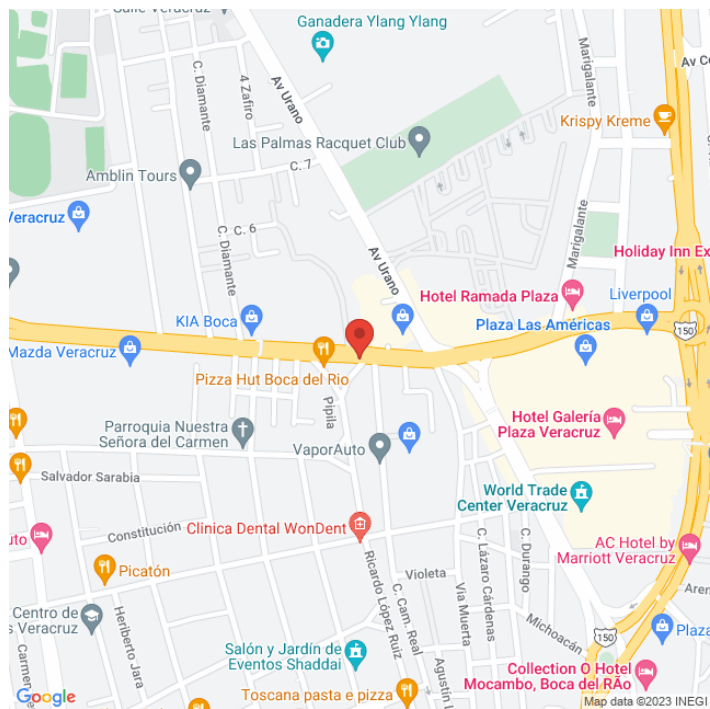 Calle Veracruz
Ganadera Ylang Ylang
Marigalante
Av Urano
C. Diamante
4 Zafiro
Krispy Kreme
Las Palmas Racquet Club
C. 7
Amblin Tours
Veracruz
C. 6
C. Diamante
Marigalante
Av Urano
Holiday Inn Ex
Hotel Ramada Plaza
Liverpool
KIA Boca
Plaza Las Américas
150
Mazda Veracruz
Pizza Hut Boca del Rio
Pipila
Hotel Galería
Plaza Veracruz
Parroquia Nuestra
Señora del Carmen
VaporAuto
Salvador Sarabia
World Trade
Center Veracruz
Constitución
Clinica Dental WonDent
uto
AC Hotel by
Marriott Veracruz
C. Lázaro Cárdenas
C. Durango
Picatón
Violeta
Vía Muerta
Ricardo López Ruiz
C. Cam. Real
Aren
Centro de
s Veracruz
Heriberto Jara
Michoacán
150
Plaza
Salón y Jardín de
Eventos Shaddai
Carmen
Agustín L
Collection O Hotel
Mocambo, Boca del RÃo
Toscana pasta e pizza
Google
Map data ©2023 INEGI